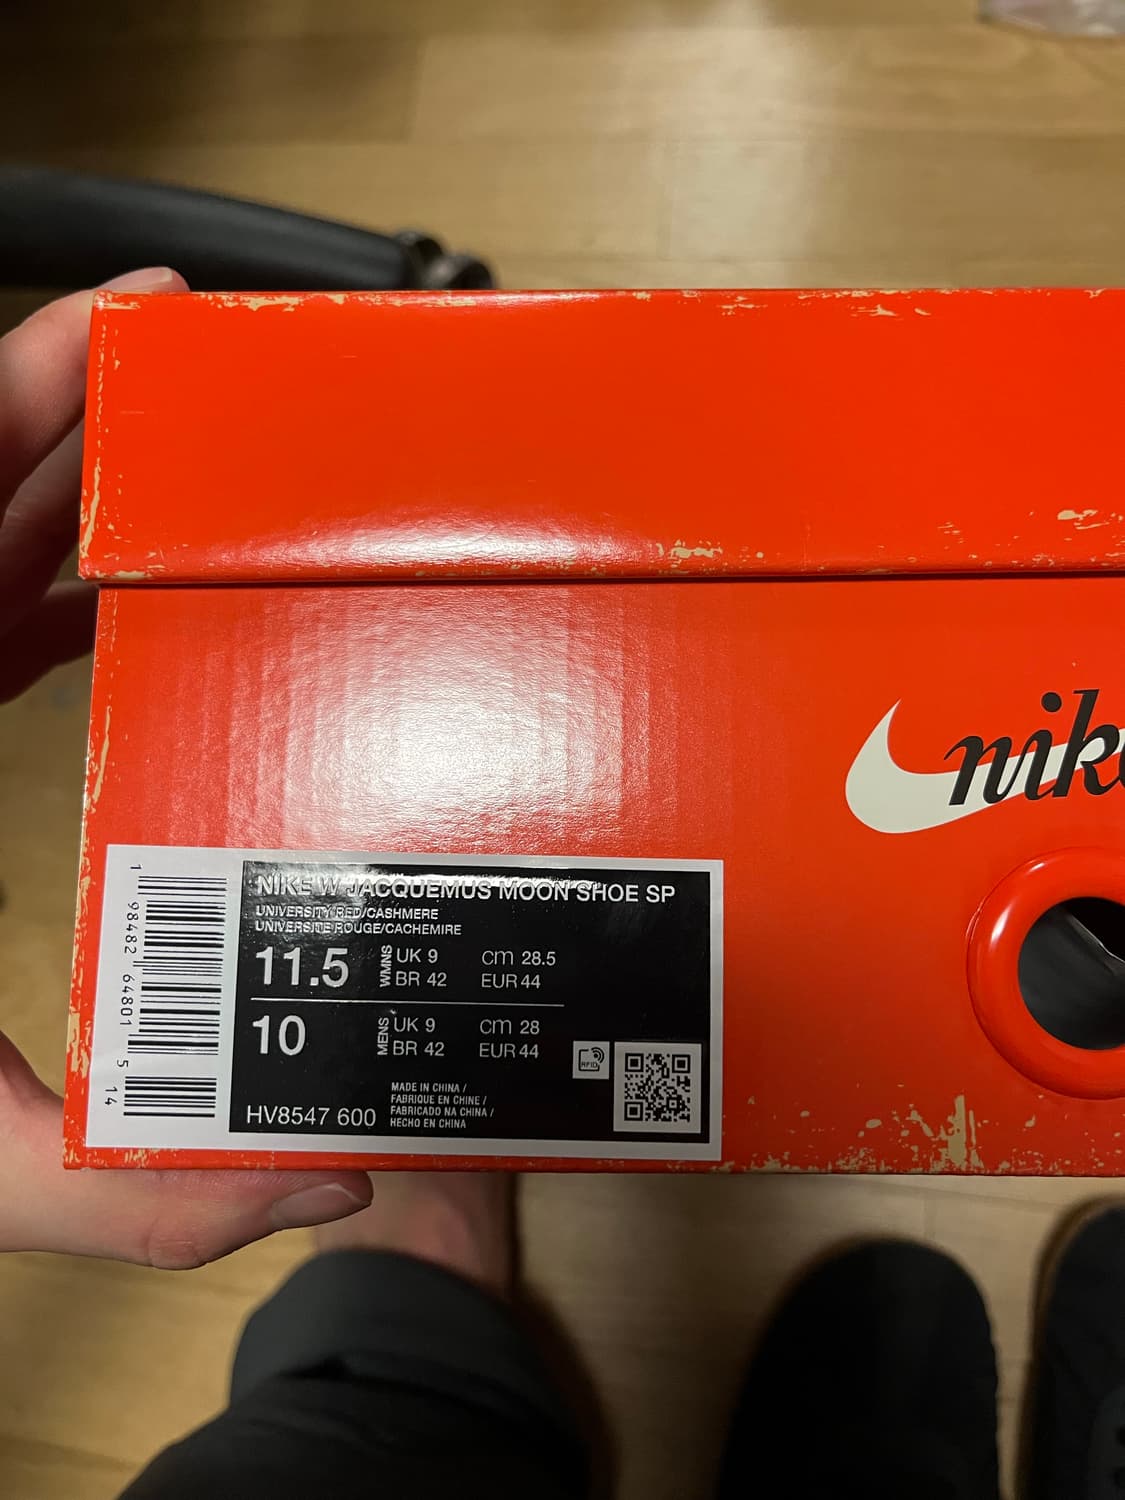 nike
NIKE W JACQUEMUS MOON SHOE SP
UNIVERSITY RED/CASHMERE
UNIVERSITE ROUGE/CACHEMIRE
11.5 WMNS UK 9 cm 28.5
BR 42 EUR 44
10 MENS UK 9 cm 28
BR 42 EUR 44
RFID
MADE IN CHINA /
FABRIQUE EN CHINE /
FABRICADO NA CHINA /
HECHO EN CHINA
HV8547 600
1 98482 64801 5 14